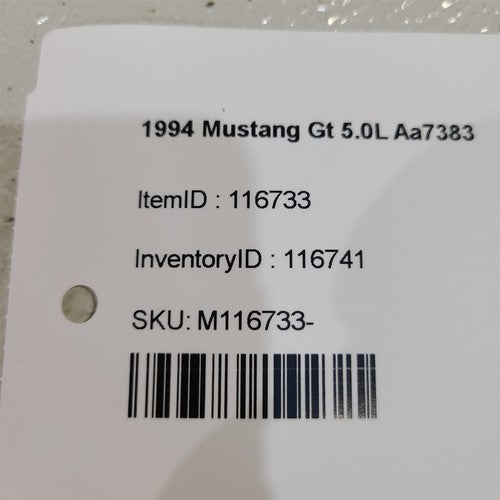 1994 Mustang Gt 5.0L Aa7383
ItemID : 116733
InventoryID : 116741
SKU: M116733-